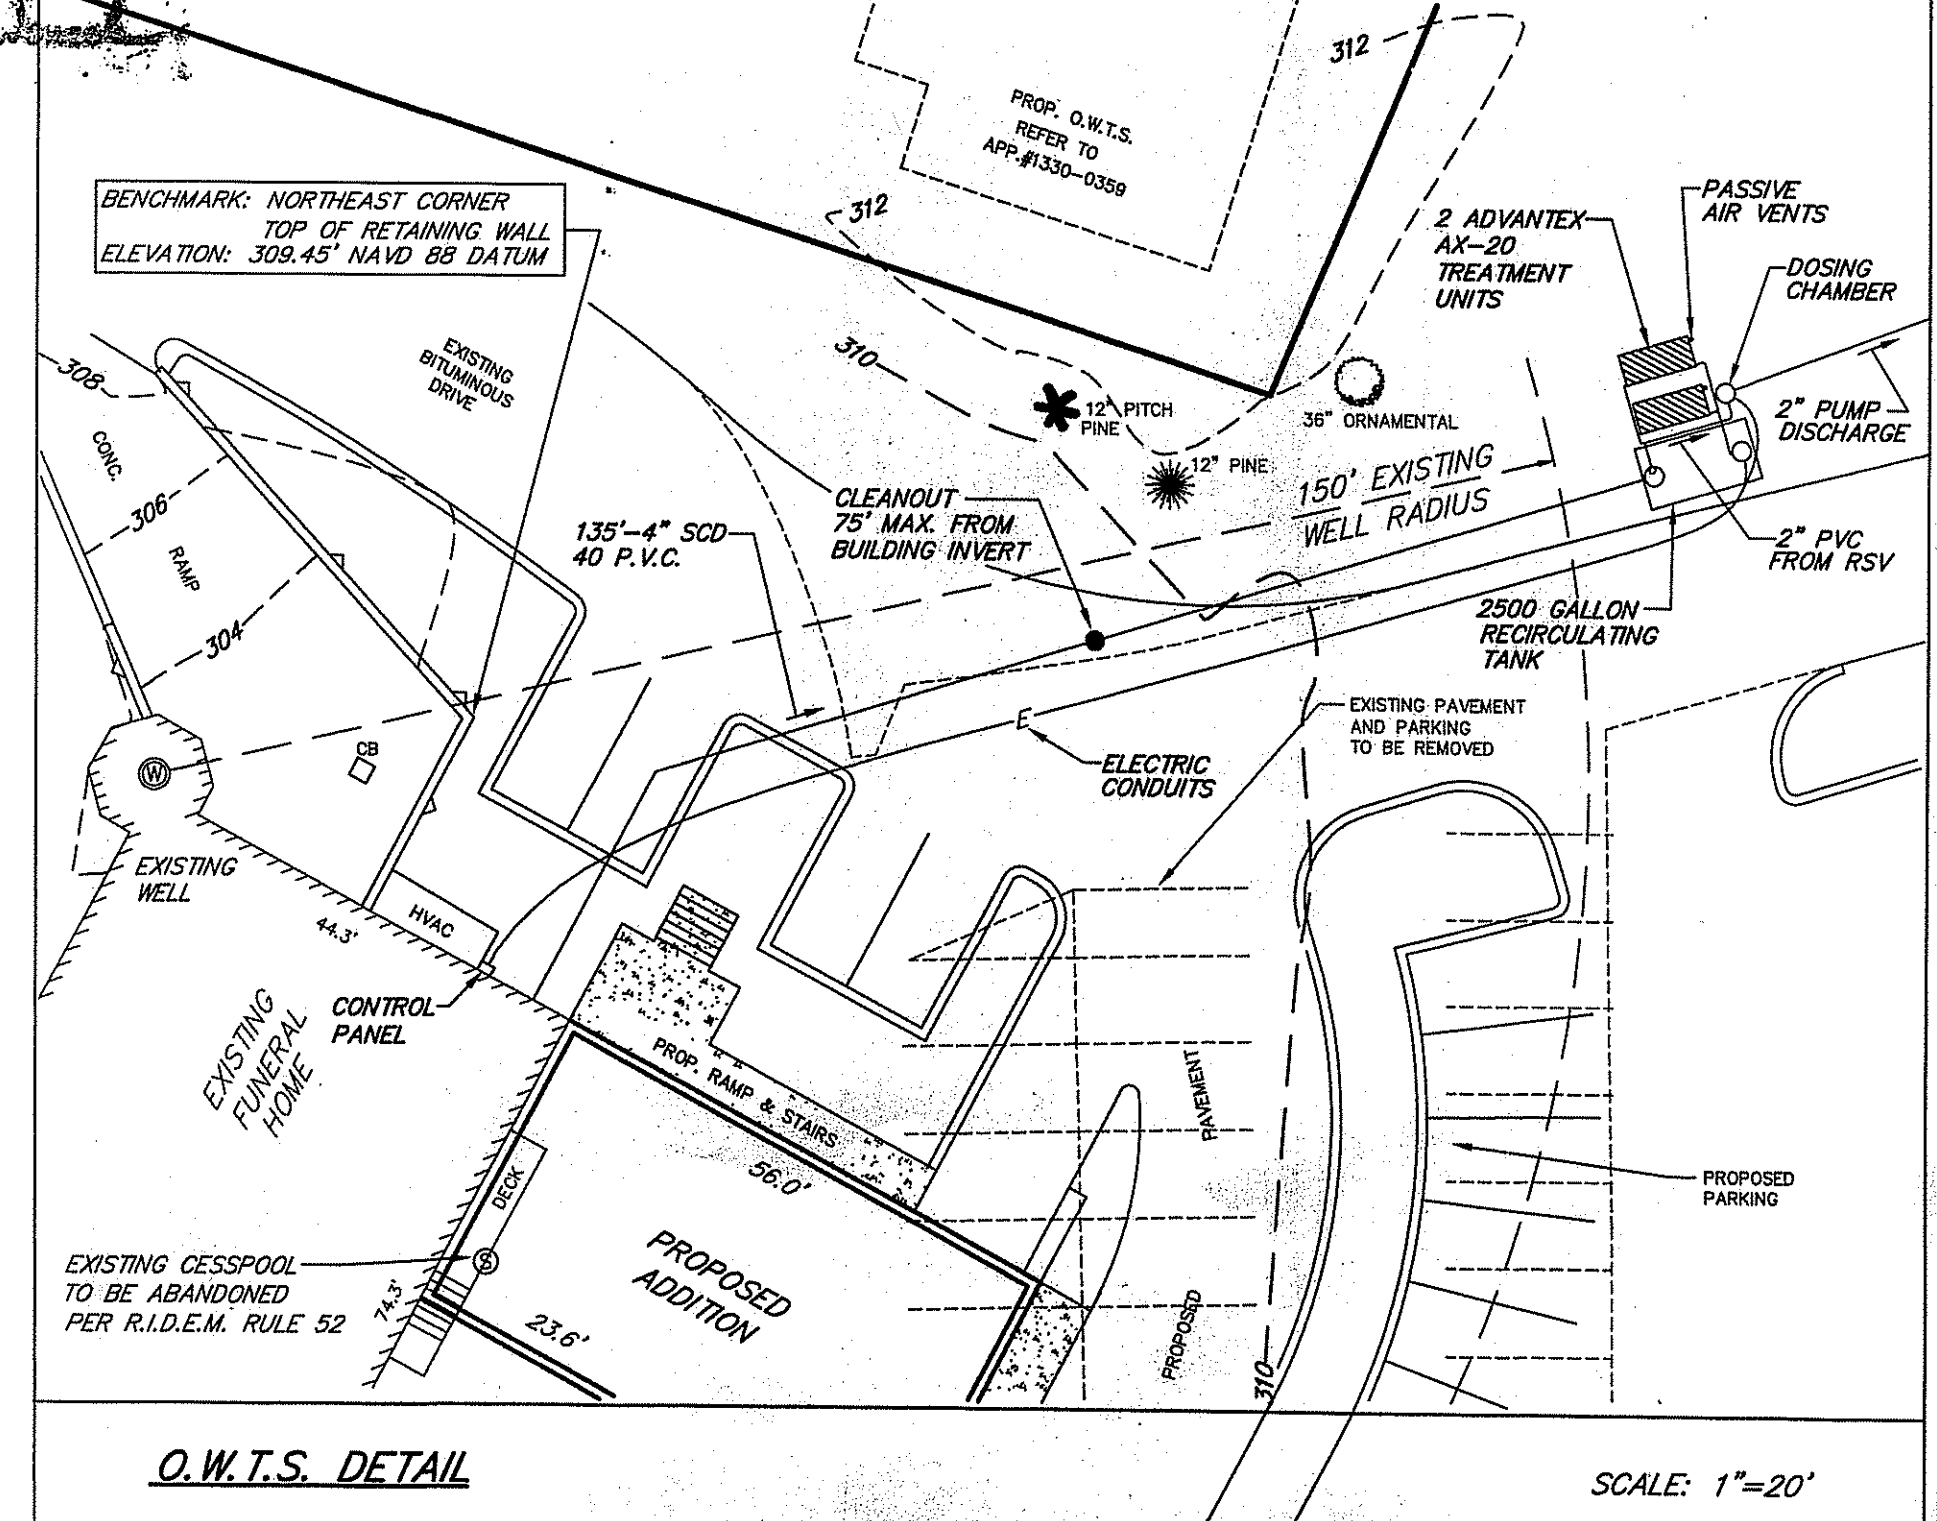 312
PROP. O.W.T.S.
REFER TO
APP.#1330-0359
BENCHMARK: NORTHEAST CORNER
TOP OF RETAINING WALL
ELEVATION: 309.45' NAVD 88 DATUM
312
2 ADVANTEX
AX-20
TREATMENT
UNITS
PASSIVE
AIR VENTS
DOSING
CHAMBER
308
EXISTING
BITUMINOUS
DRIVE
310
12" PITCH
PINE
36" ORNAMENTAL
2" PUMP
DISCHARGE
CONC.
RAMP
306
304
135'-4" SCD
40 P.V.C.
CLEANOUT
75' MAX. FROM
BUILDING INVERT
12" PINE
150' EXISTING
WELL RADIUS
2" PVC
FROM RSV
2500 GALLON
RECIRCULATING
TANK
W
CB
E
ELECTRIC
CONDUITS
EXISTING PAVEMENT
AND PARKING
TO BE REMOVED
EXISTING
WELL
44.3'
HVAC
CONTROL
PANEL
EXISTING
FUNERAL
HOME
PROP. RAMP & STAIRS
56.0'
DECK
S
EXISTING CESSPOOL
TO BE ABANDONED
PER R.I.D.E.M. RULE 52
74.3'
23.6'
PROPOSED
ADDITION
PAVEMENT
PROPOSED
310
PROPOSED
PARKING
O.W.T.S. DETAIL
SCALE: 1"=20'